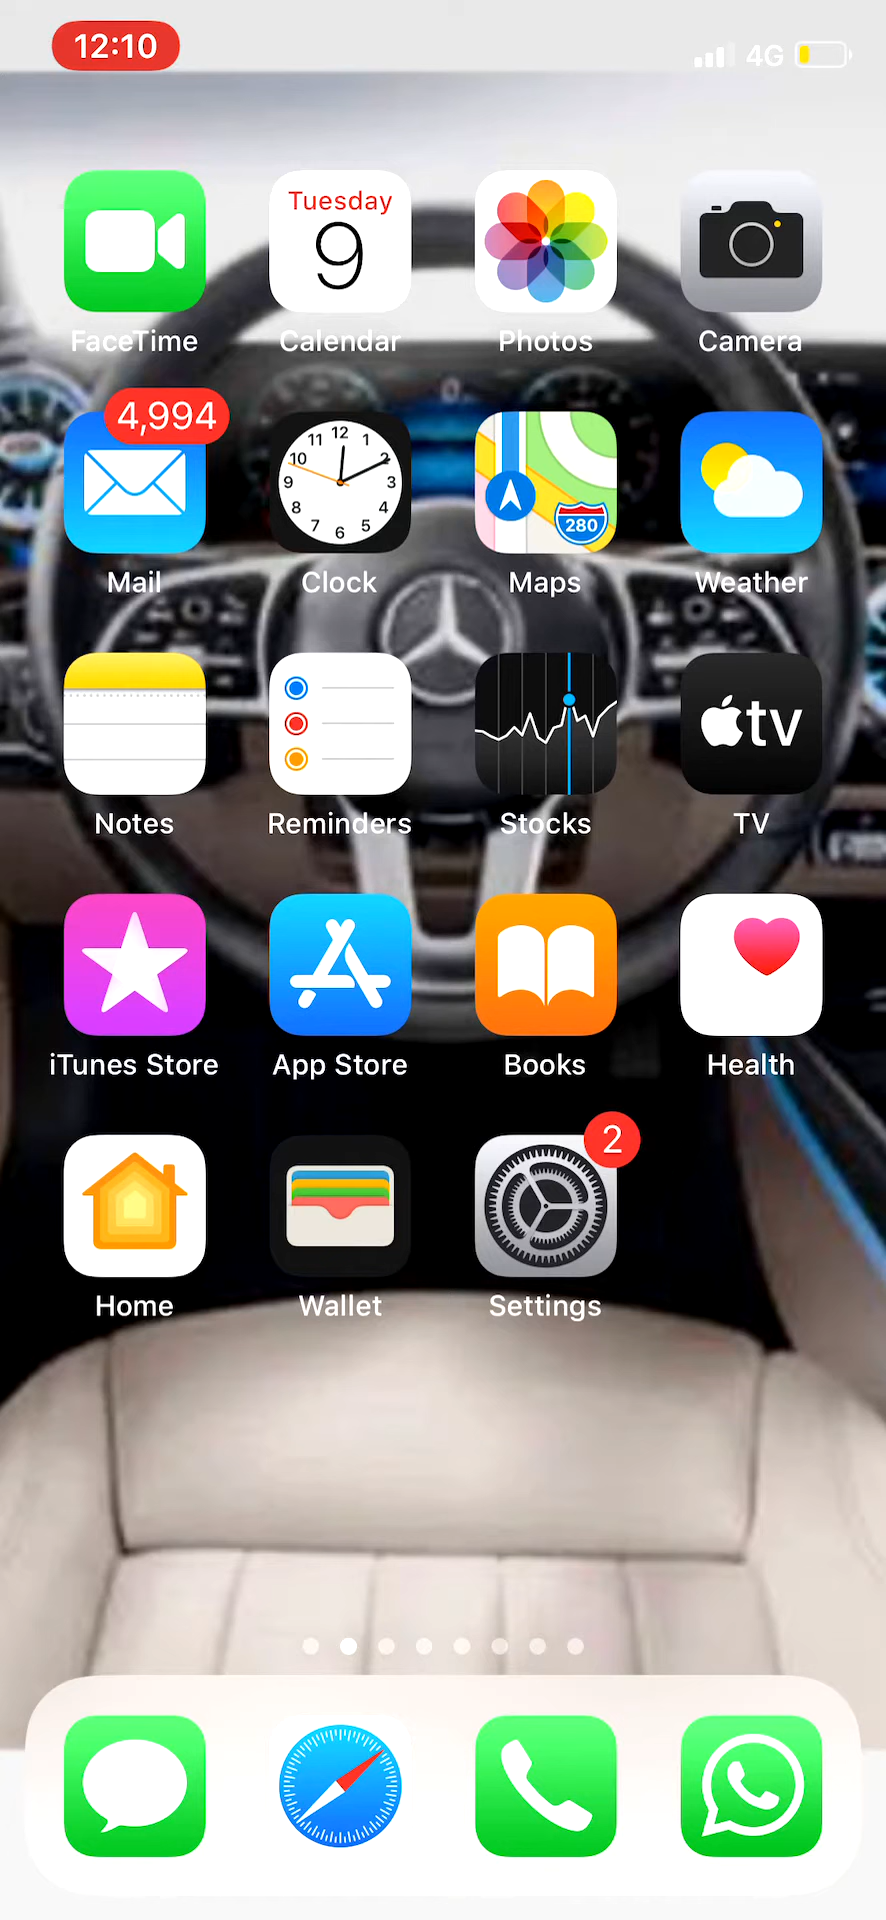 12:10 4G
Tuesday
9
FaceTime Calendar Photos Camera
4,994
12
11 1
10 2
9 3
8 4
7 5
6
280
Mail Clock Maps Weather
tv
Notes Reminders Stocks TV
iTunes Store App Store Books Health
2
Home Wallet Settings